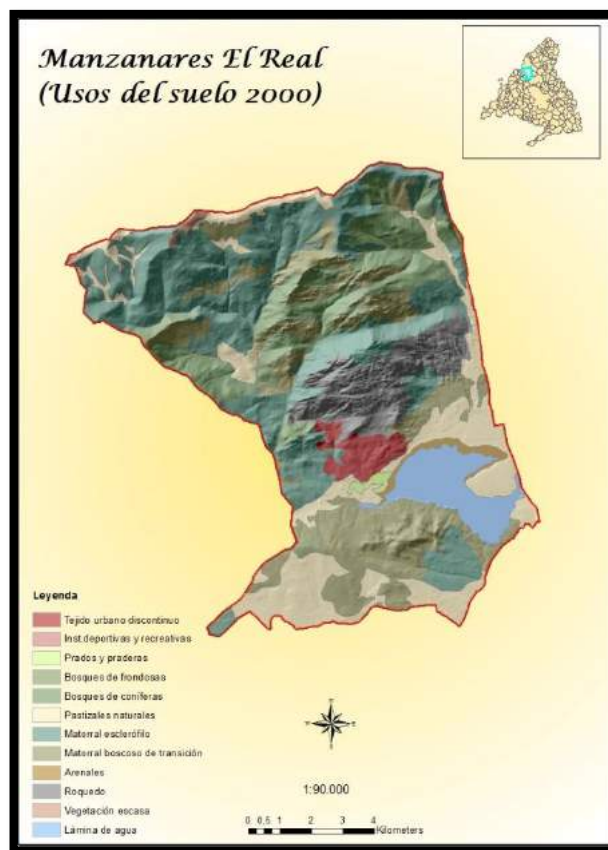 Manzanares El Real
(Usos del suelo 2000)
Leyenda
Tejido urbano discontinuo
Inst.deportivas y recreativas
Prados y praderas
Bosques de frondosas
Bosques de coníferas
Pastizales naturales
Matorral esclerófilo
Matorral boscoso de transición
Arenales
Roquedo
Vegetación escasa
Lámina de agua
1:90.000
0 0,5 1 2 3 4
Kilometers